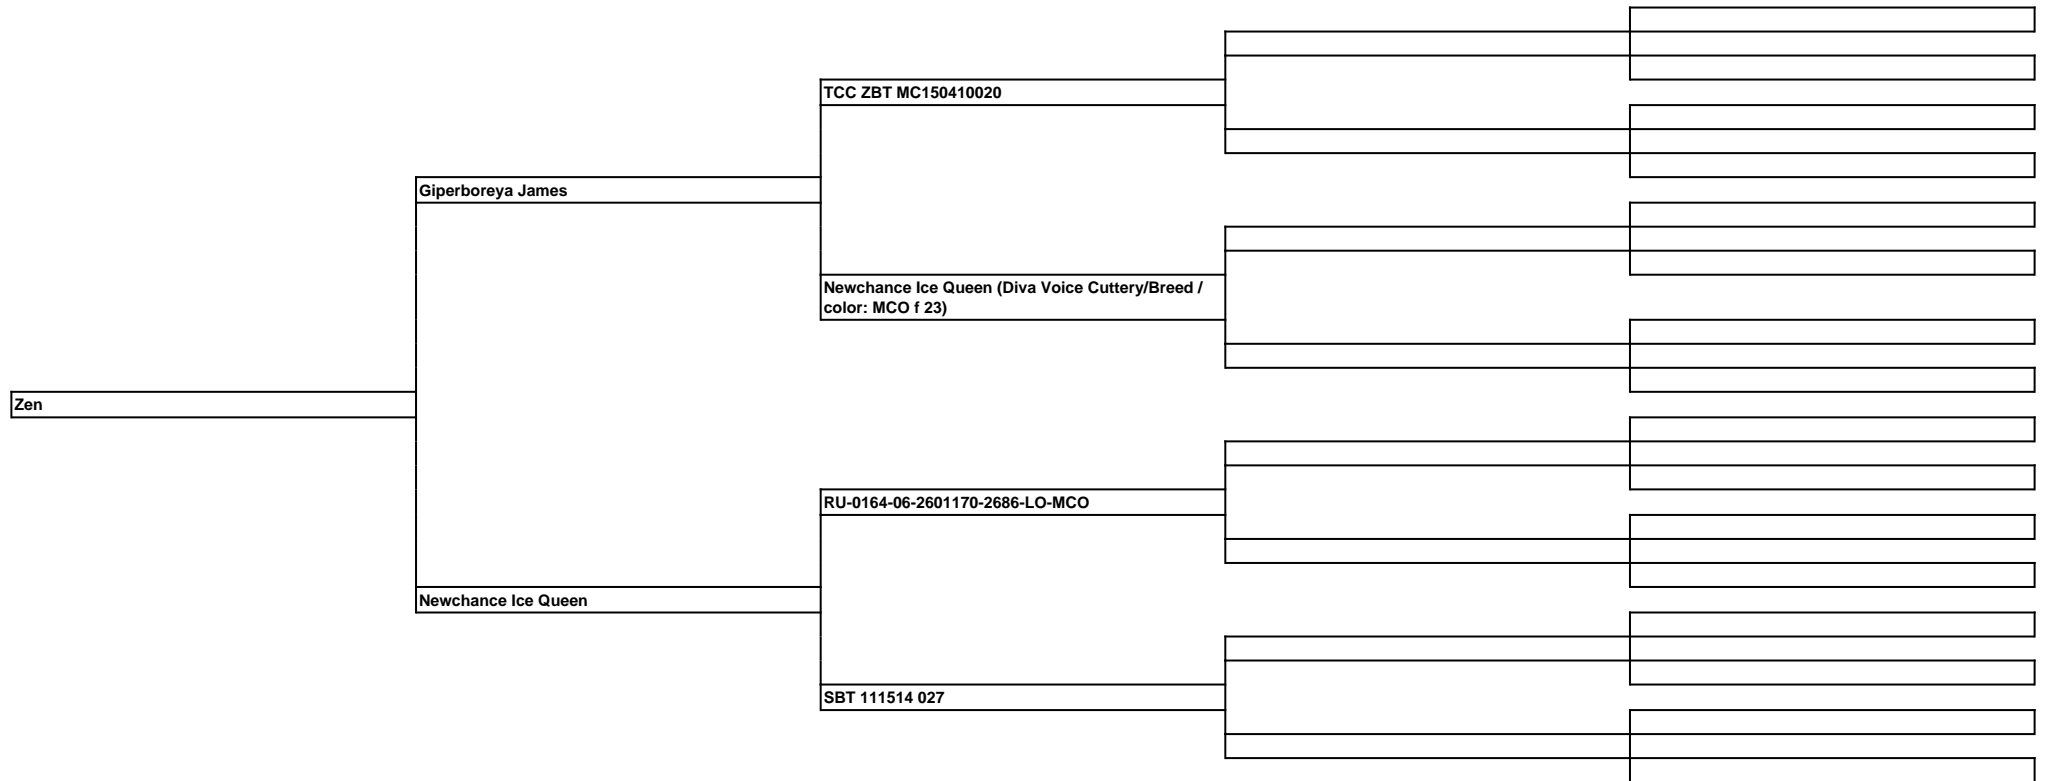 TCC ZBT MC150410020
Giperboreya James
Newchance Ice Queen (Diva Voice Cuttery/Breed /
color: MCO f 23)
Zen
RU-0164-06-2601170-2686-LO-MCO
Newchance Ice Queen
SBT 111514 027